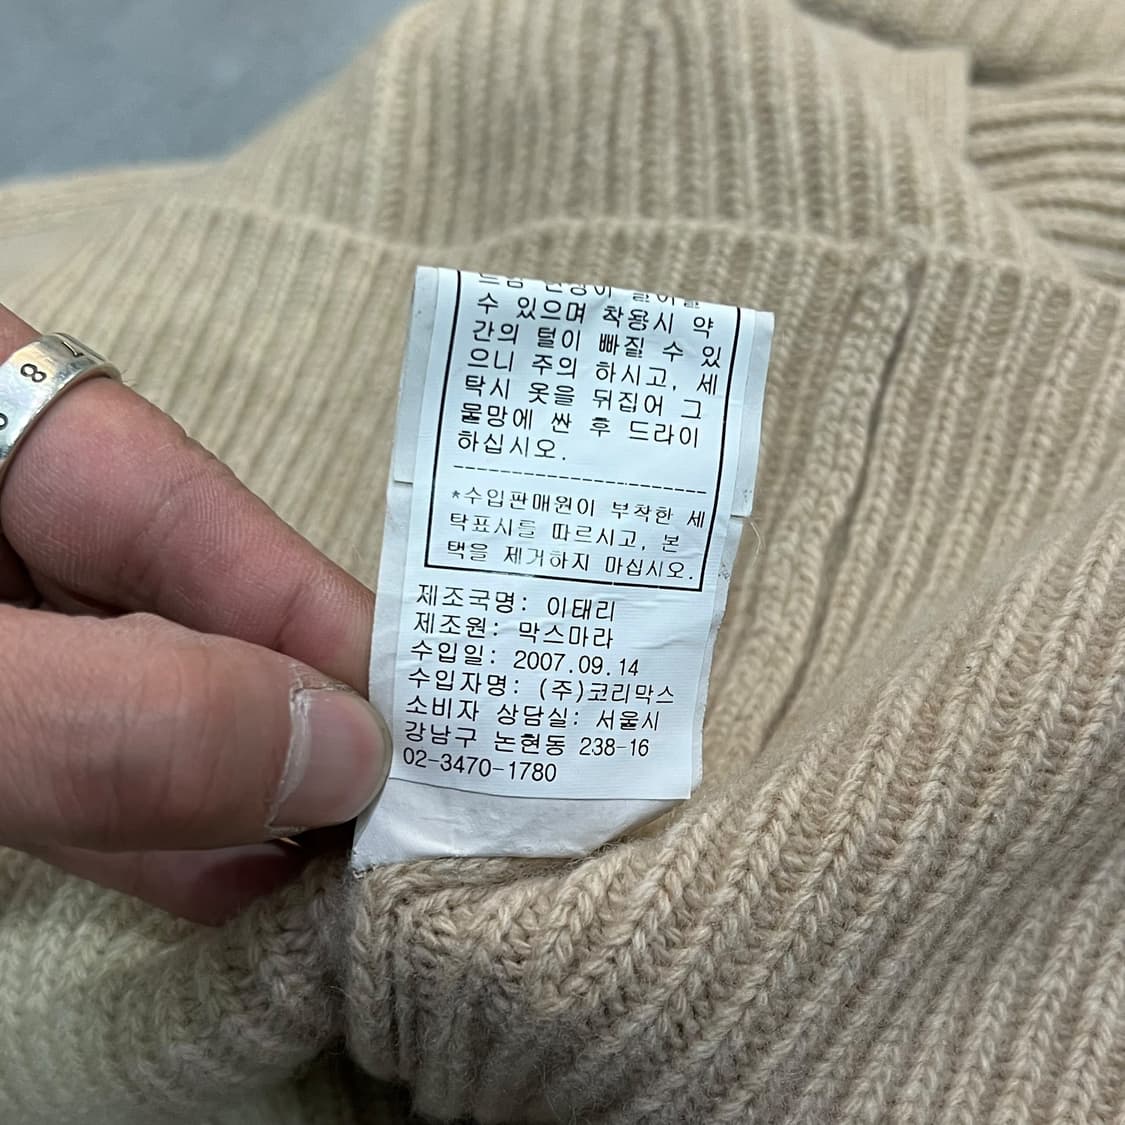 수 있으며 착용시 약
간의 털이 빠질 수 있
으니 주의 하시고, 세
탁시 옷을 뒤집어 그
물망에 싼 후 드라이
하십시오.
*수입판매원이 부착한 세
탁표시를 따르시고, 본
택을 제거하지 마십시오.
제조국명: 이태리
제조원: 막스마라
수입일: 2007.09.14
수입자명: (주)코리막스
소비자 상담실: 서울시
강남구 논현동 238-16
02-3470-1780
8